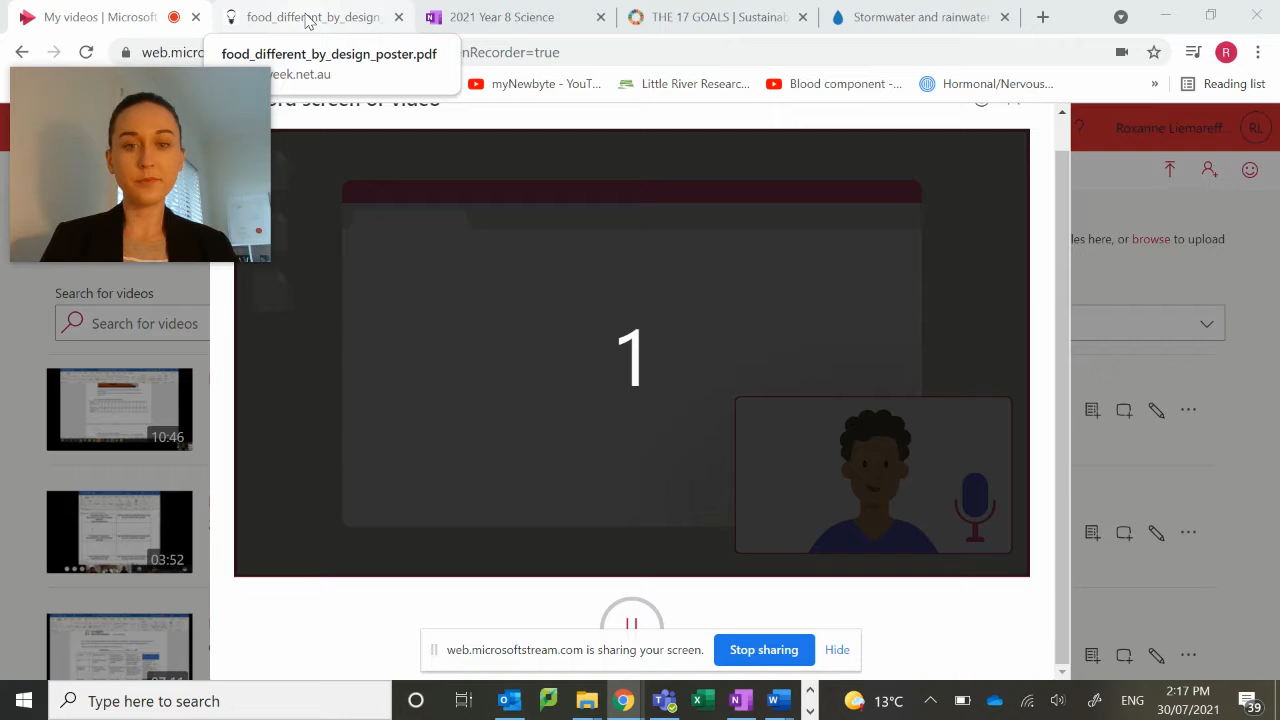 My videos | Microsoft
food_different_by_design_
2021 Year 8 Science
THE 17 GOALS | Sustainab
Stormwater and rainwater
web.micro
nRecorder=true
food_different_by_design_poster.pdf
week.net.au
myNewbyte - YouT...
Little River Researc...
Blood component -...
Hormonal/Nervous...
»
Reading list
Roxanne Liemareff...
RL
R
les here, or browse to upload
Search for videos
Search for videos
1
10:46
03:52
web.microsoftstream.com is sharing your screen.
Stop sharing
Hide
Type here to search
13°C
ENG
2:17 PM
30/07/2021
39